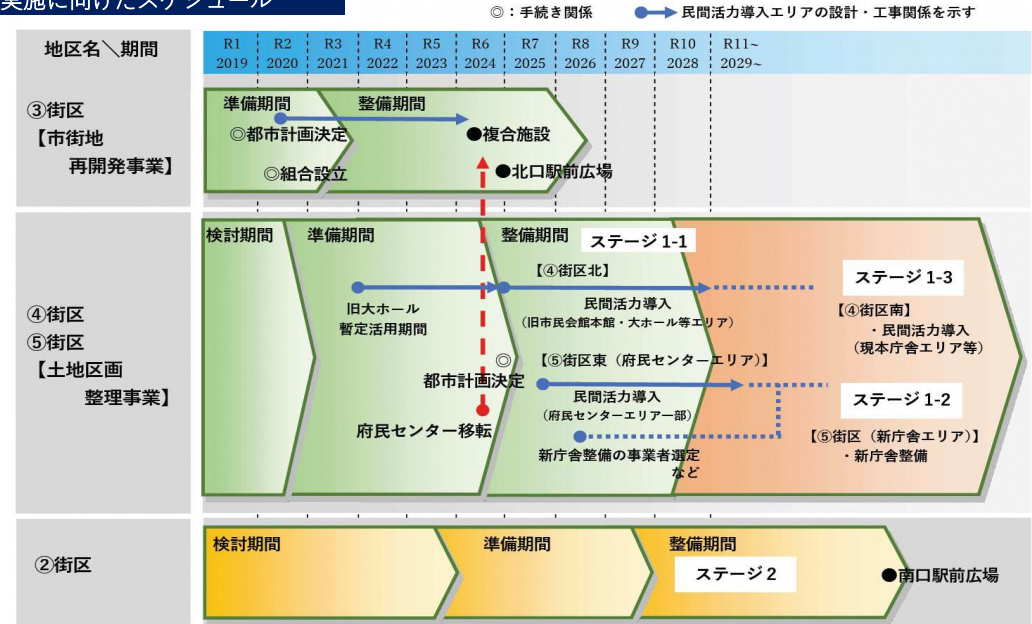 実施に向けたスケジュール
◎：手続き関係
民間活力導入エリアの設計・工事関係を示す
地区名＼期間
R1 R2 R3 R4 R5 R6 R7 R8 R9 R10 R11~
2019 2020 2021 2022 2023 2024 2025 2026 2027 2028 2029~
③街区
【市街地
再開発事業】
準備期間
整備期間
◎都市計画決定
●複合施設
◎組合設立
●北口駅前広場
④街区
⑤街区
【土地区画
整理事業】
検討期間
準備期間
整備期間
ステージ 1-1
【④街区北】
旧大ホール
暫定活用期間
民間活力導入
（旧市民会館本館・大ホール等エリア）
ステージ 1-3
【④街区南】
・民間活力導入
（現本庁舎エリア等）
◎
都市計画決定
【⑤街区東（府民センターエリア）】
民間活力導入
（府民センターエリア一部）
府民センター移転
新庁舎整備の事業者選定
など
ステージ 1-2
【⑤街区（新庁舎エリア）】
・新庁舎整備
②街区
検討期間
準備期間
整備期間
ステージ 2
●南口駅前広場